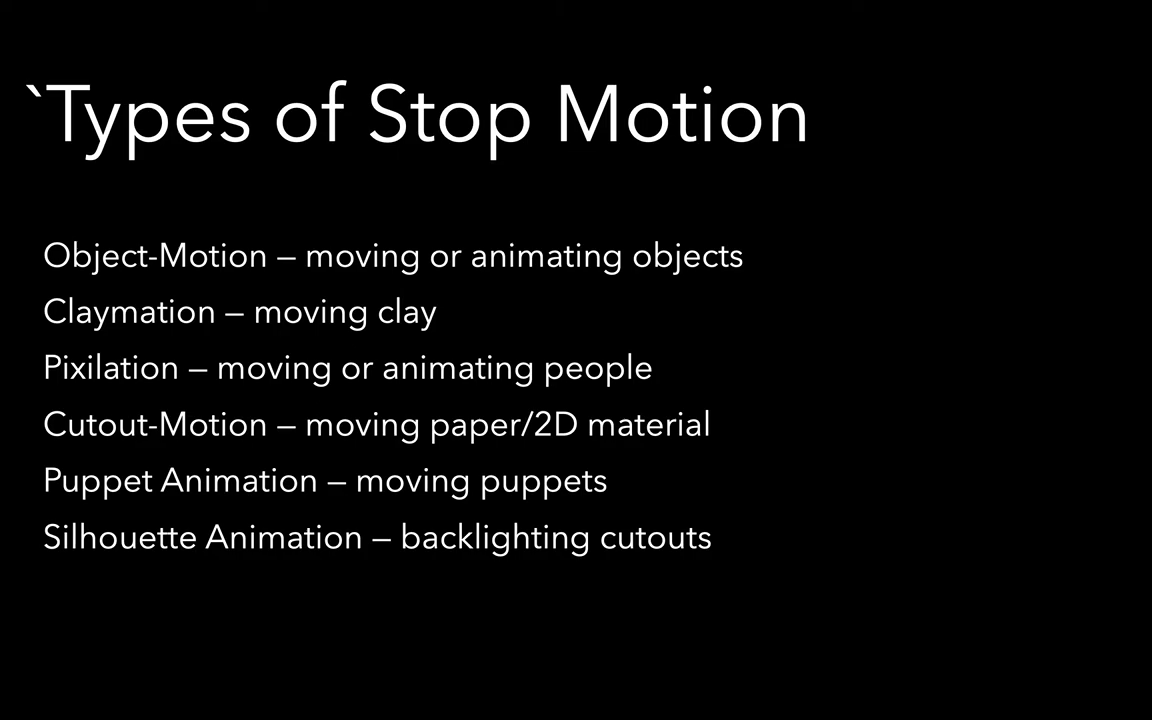 `Types of Stop Motion
Object-Motion – moving or animating objects
Claymation – moving clay
Pixilation – moving or animating people
Cutout-Motion – moving paper/2D material
Puppet Animation – moving puppets
Silhouette Animation – backlighting cutouts